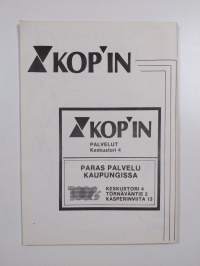 KOP'IN
KOP'IN
PALVELUT
Keskustori 4
PARAS PALVELU
KAUPUNGISSA
KESKUSTORI 4
TÖRNÄVÄNTIE 2
KASPERINVIITA 13